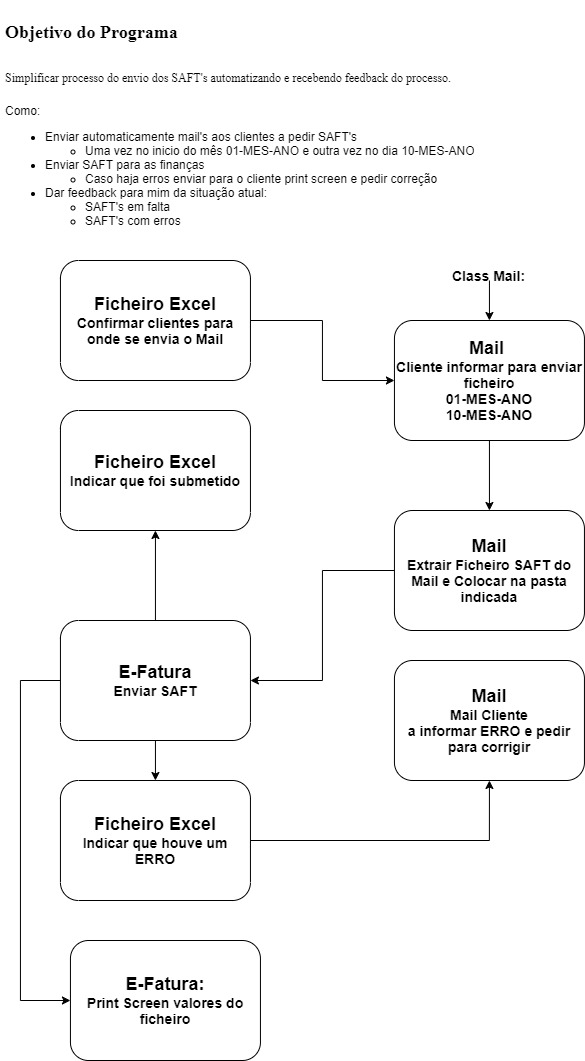 Objetivo do Programa
Simplificar processo do envio dos SAFT's automatizando e recebendo feedback do processo.
Como:
Enviar automaticamente mail's aos clientes a pedir SAFT's
Uma vez no inicio do mês 01-MES-ANO e outra vez no dia 10-MES-ANO
Enviar SAFT para as finanças
Caso haja erros enviar para o cliente print screen e pedir correção
Dar feedback para mim da situação atual:
SAFT's em falta
SAFT's com erros
Class Mail:
Ficheiro Excel
Confirmar clientes para
onde se envia o Mail
Mail
Cliente informar para enviar
ficheiro
01-MES-ANO
10-MES-ANO
Ficheiro Excel
Indicar que foi submetido
Mail
Extrair Ficheiro SAFT do
Mail e Colocar na pasta
indicada
E-Fatura
Enviar SAFT
Mail
Mail Cliente
a informar ERRO e pedir
para corrigir
Ficheiro Excel
Indicar que houve um
ERRO
E-Fatura:
Print Screen valores do
ficheiro